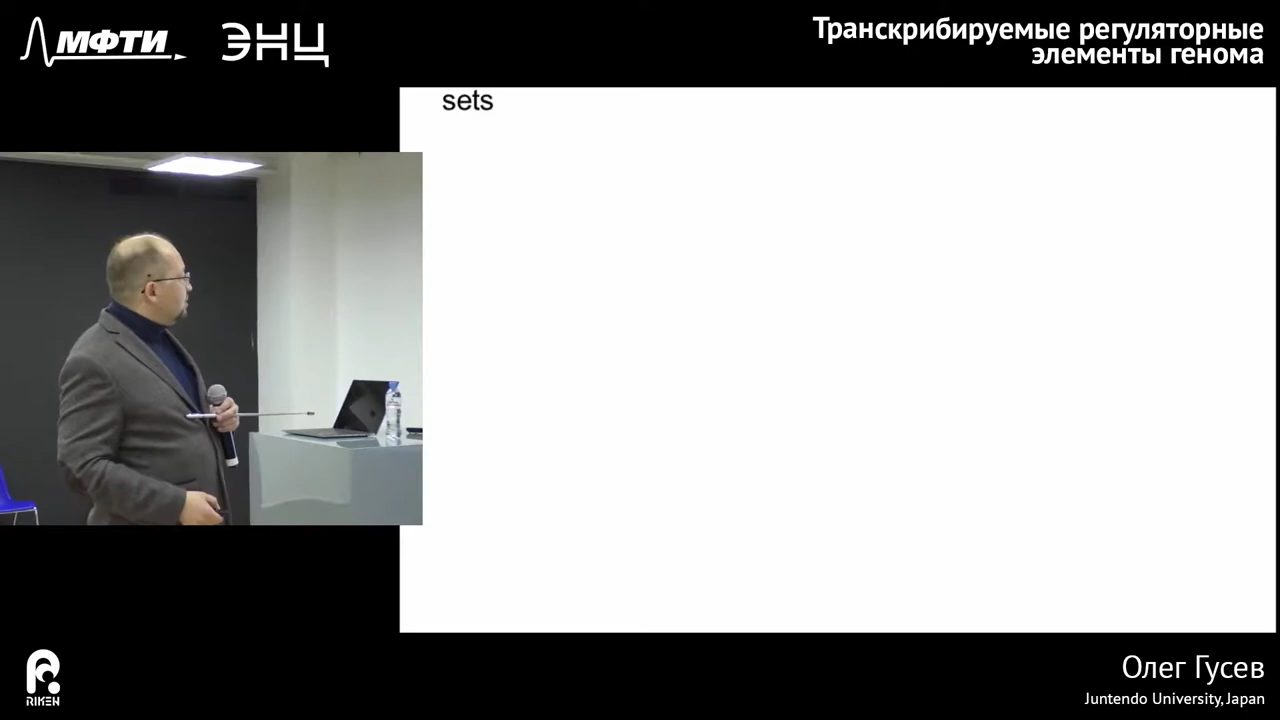 МФТИ
ЭНЦ
Транскрибируемые регуляторные
элементы генома
sets
RIKEN
Олег Гусев
Juntendo University, Japan